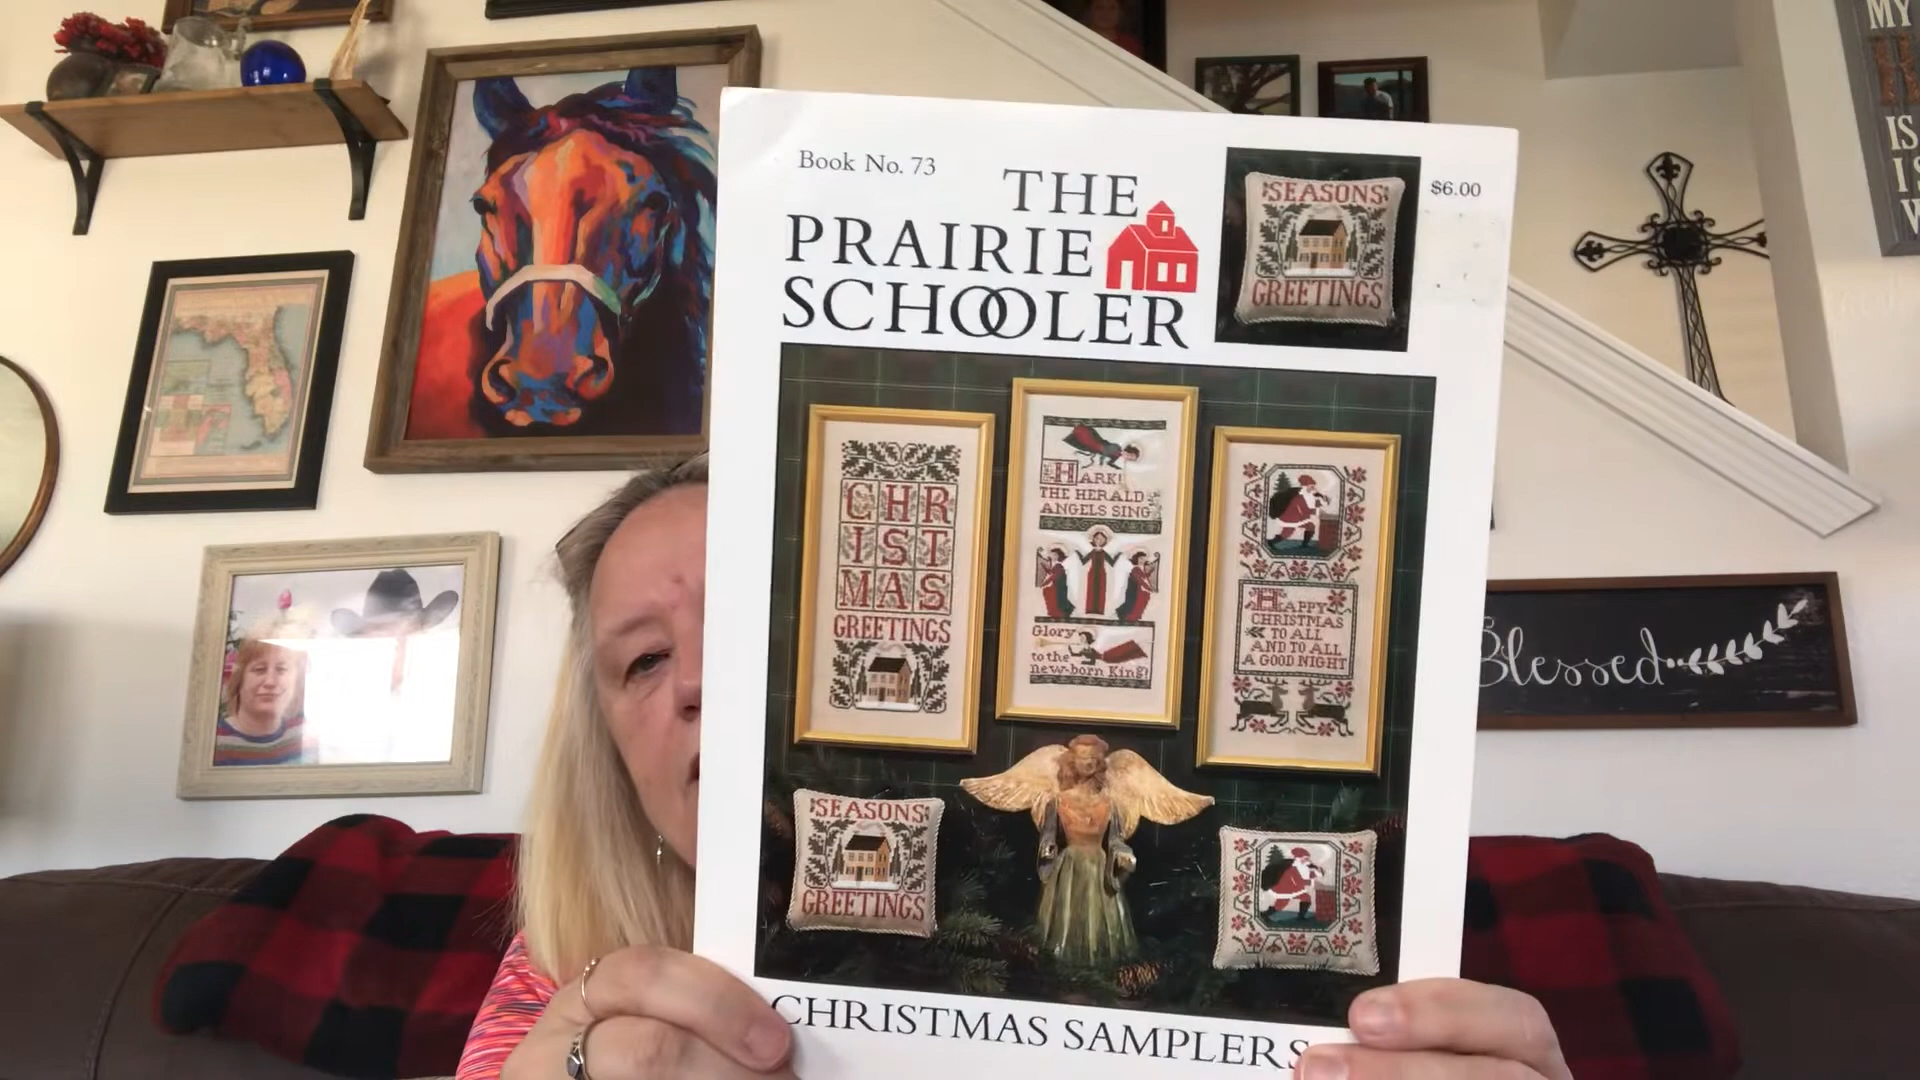 Book No. 73
THE
PRAIRIE
SCHOOLER
$6.00
SEASONS
GREETINGS
CHR
IST
MAS
GREETINGS
HARK!
THE HERALD
ANGELS SING
Glory
to the
new-born King!
HAPPY
CHRISTMAS
TO ALL
AND TO ALL
A GOOD NIGHT
SEASONS
GREETINGS
CHRISTMAS SAMPLERS
Blessed
MY
IS